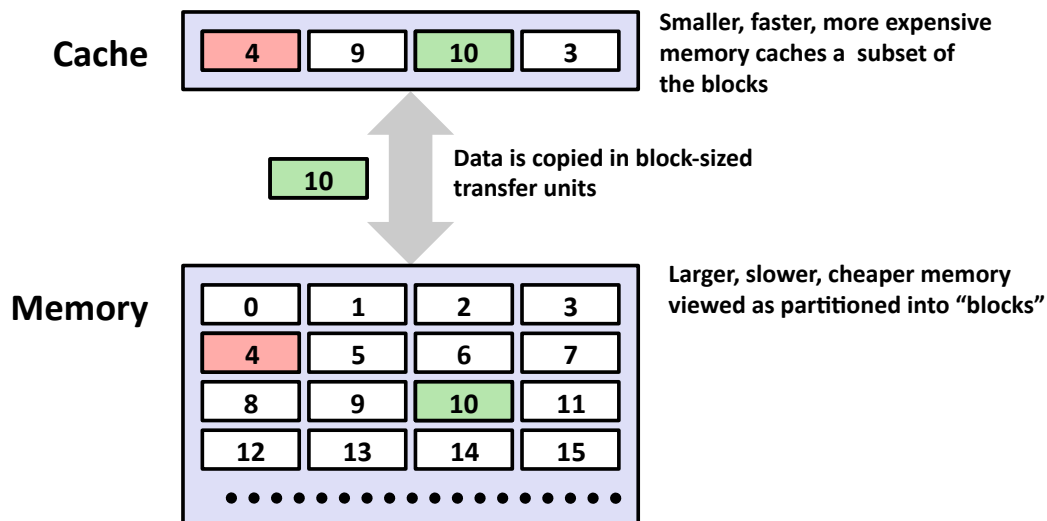 Cache
4 9 10 3
Smaller, faster, more expensive
memory caches a subset of
the blocks
10
Data is copied in block-sized
transfer units
Memory
0 1 2 3
4 5 6 7
8 9 10 11
12 13 14 15
Larger, slower, cheaper memory
viewed as partitioned into “blocks”